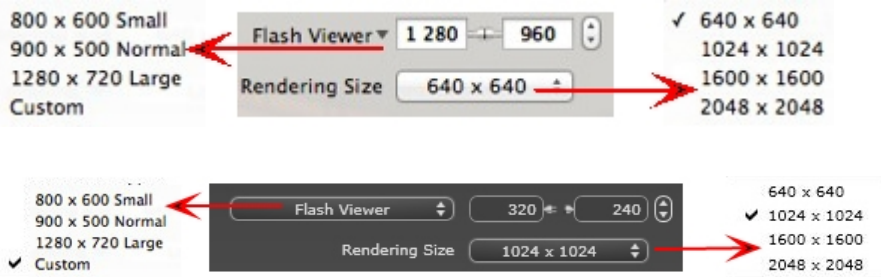 800 x 600 Small
900 x 500 Normal
1280 x 720 Large
Custom
Flash Viewer 1 280 960
Rendering Size 640 x 640
640 x 640
1024 x 1024
1600 x 1600
2048 x 2048
800 x 600 Small
900 x 500 Normal
1280 x 720 Large
Custom
Flash Viewer 320 240
Rendering Size 1024 x 1024
640 x 640
1024 x 1024
1600 x 1600
2048 x 2048